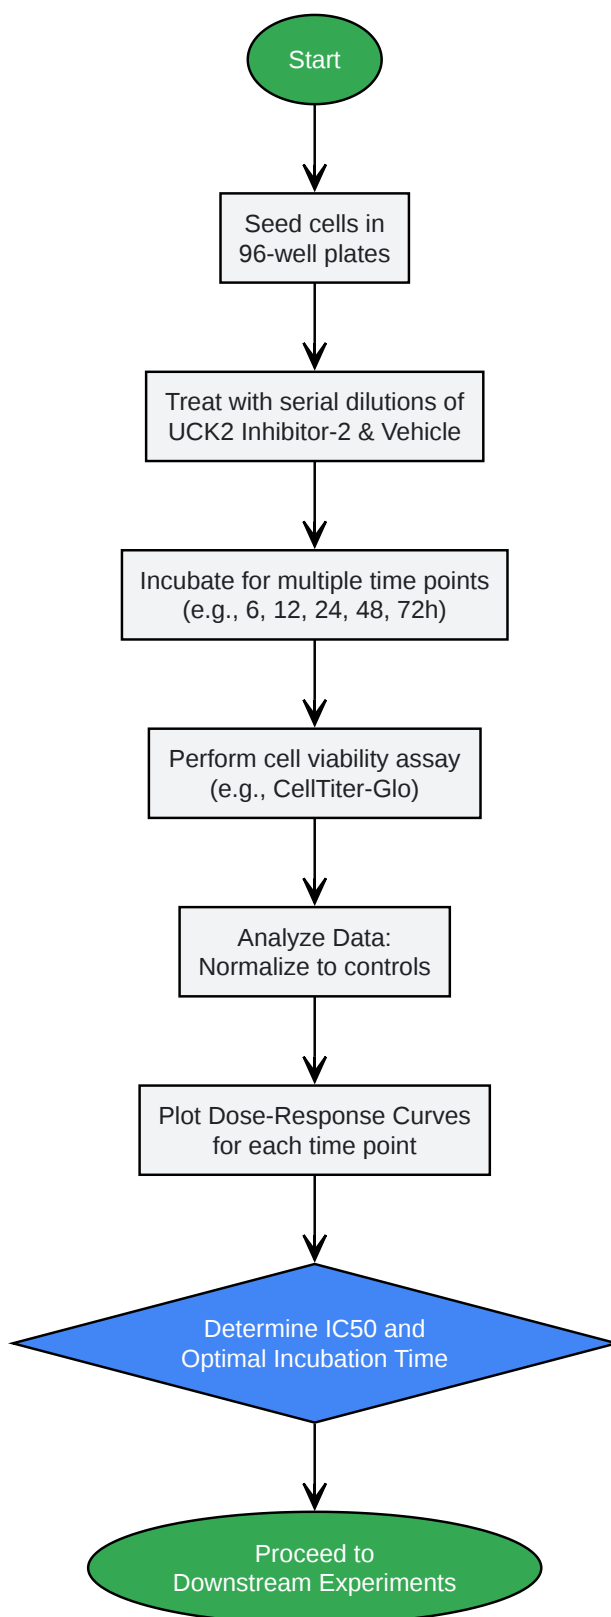 Start
Seed cells in
96-well plates
Treat with serial dilutions of
UCK2 Inhibitor-2 & Vehicle
Incubate for multiple time points
(e.g., 6, 12, 24, 48, 72h)
Perform cell viability assay
(e.g., CellTiter-Glo)
Analyze Data:
Normalize to controls
Plot Dose-Response Curves
for each time point
Determine IC50 and
Optimal Incubation Time
Proceed to
Downstream Experiments